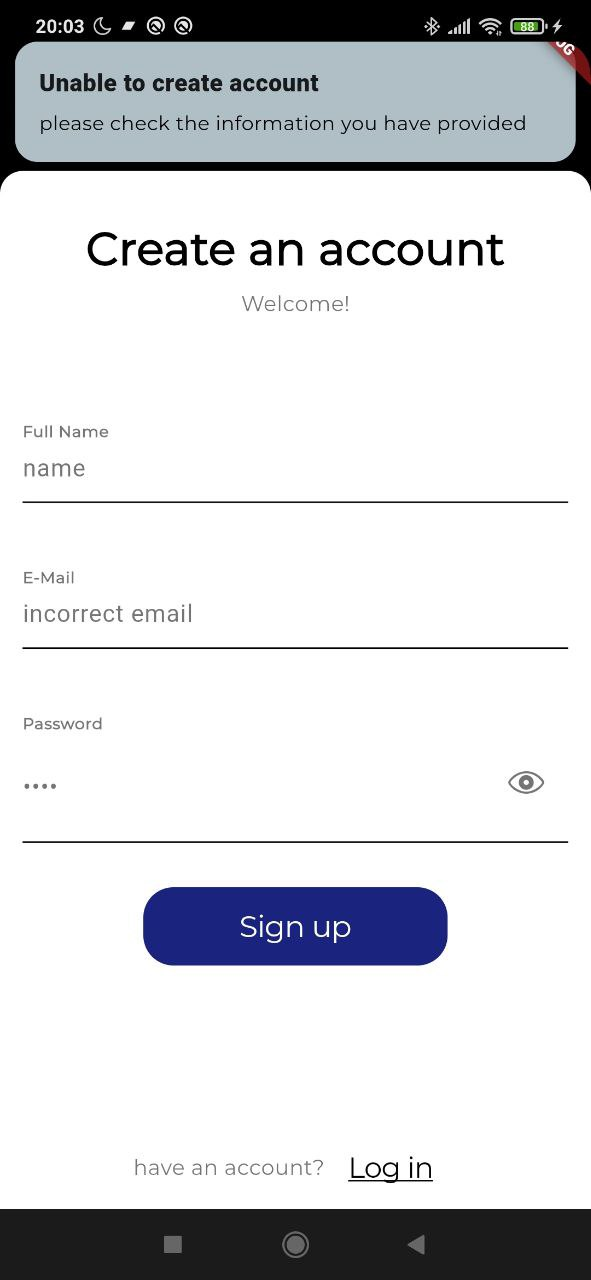 20:03
88
Unable to create account
please check the information you have provided
Create an account
Welcome!
Full Name
name
E-Mail
incorrect email
Password
Sign up
have an account? Log in